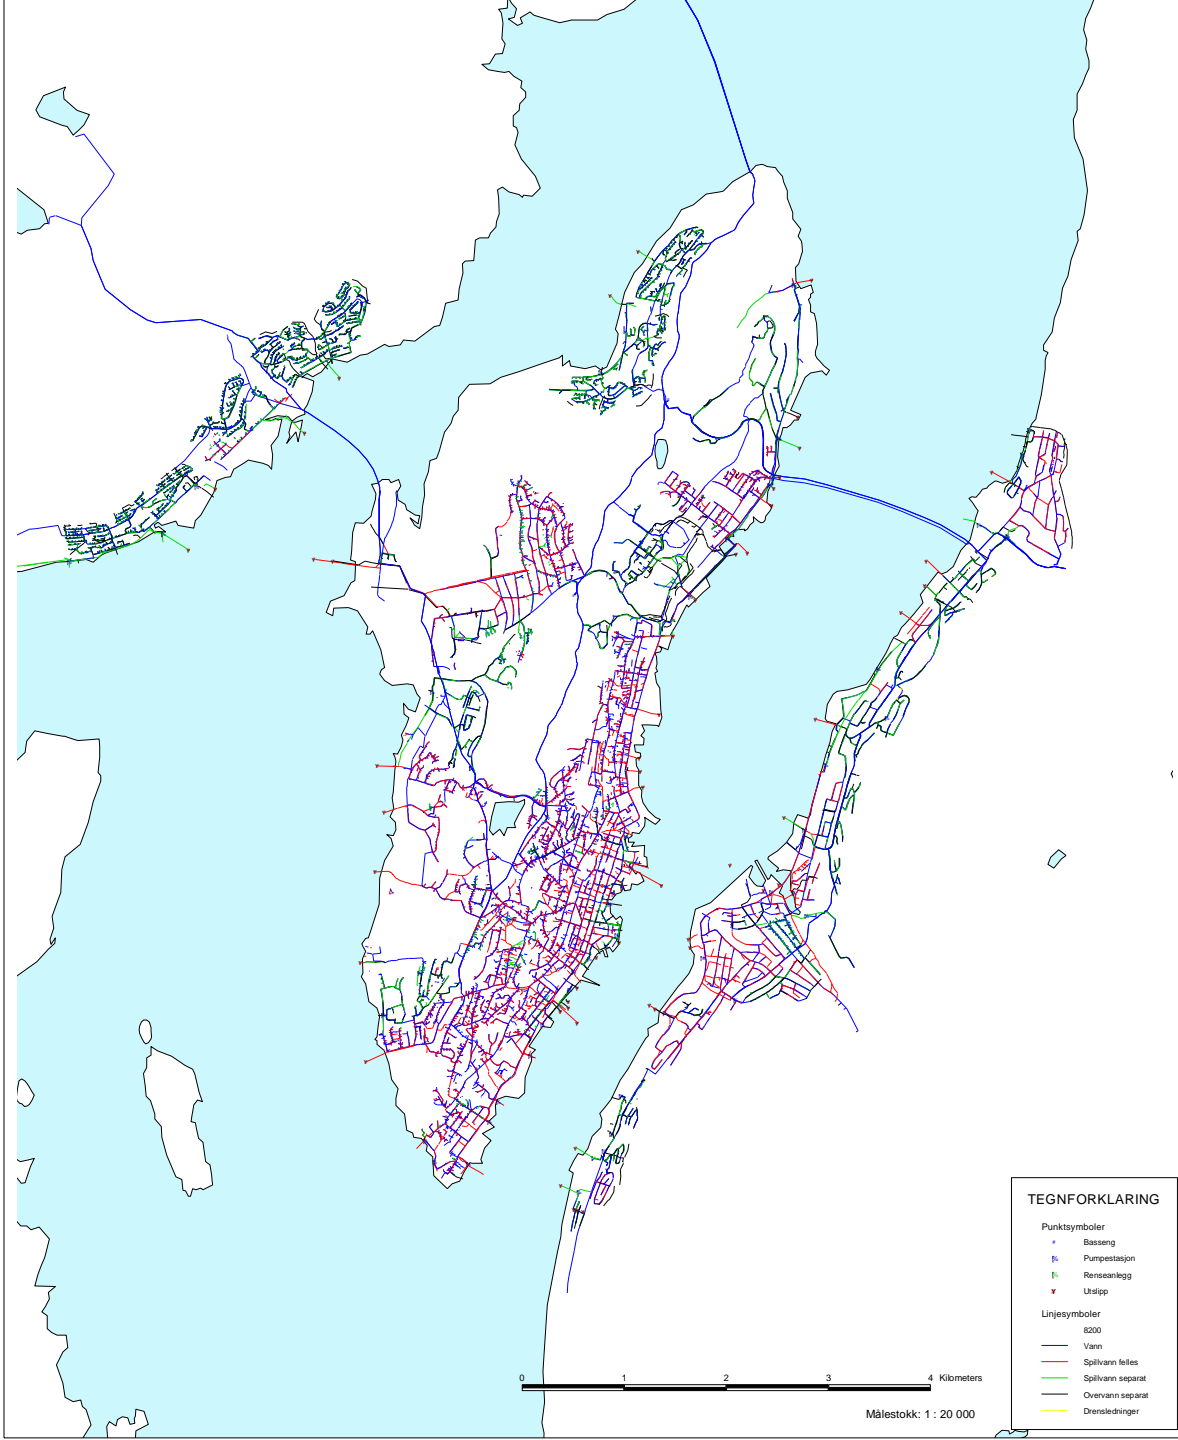 TEGNFORKLARING
Punktsymboler
Basseng
Pumpestasjon
Renseanlegg
Utslipp
Linjesymboler
8200
Vann
Spillvann felles
Spillvann separat
Overvann separat
Drensledninger
0 1 2 3 4 Kilometers
Målestokk: 1 : 20 000